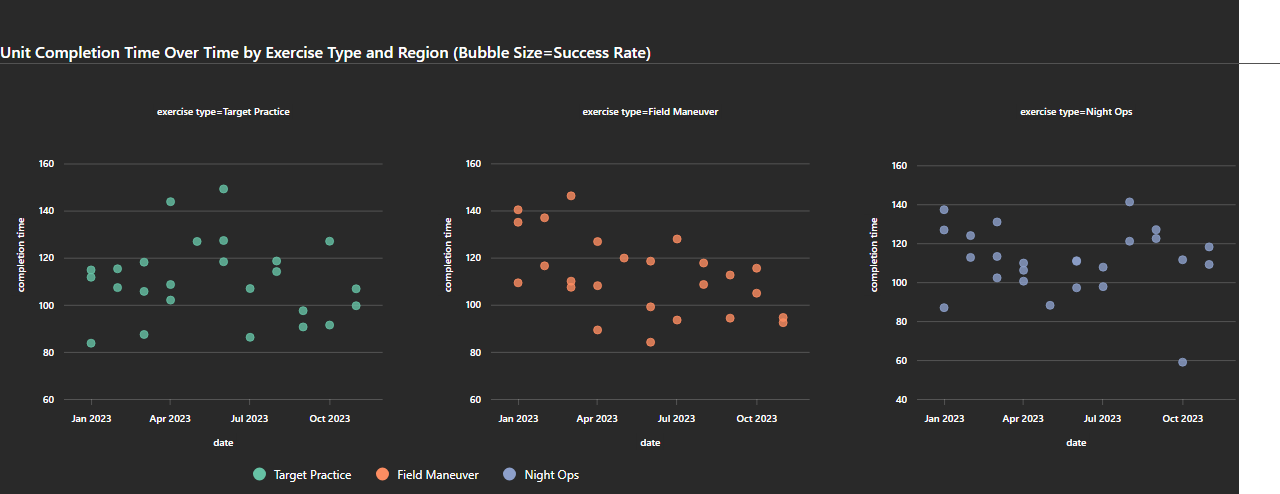 Unit Completion Time Over Time by Exercise Type and Region (Bubble Size=Success Rate)
exercise type=Target Practice
completion time
160
140
120
100
80
60
Jan 2023
Apr 2023
Jul 2023
Oct 2023
date
exercise type=Field Maneuver
completion time
160
140
120
100
80
60
Jan 2023
Apr 2023
Jul 2023
Oct 2023
date
exercise type=Night Ops
completion time
160
140
120
100
80
60
40
Jan 2023
Apr 2023
Jul 2023
Oct 2023
date
Target Practice
Field Maneuver
Night Ops